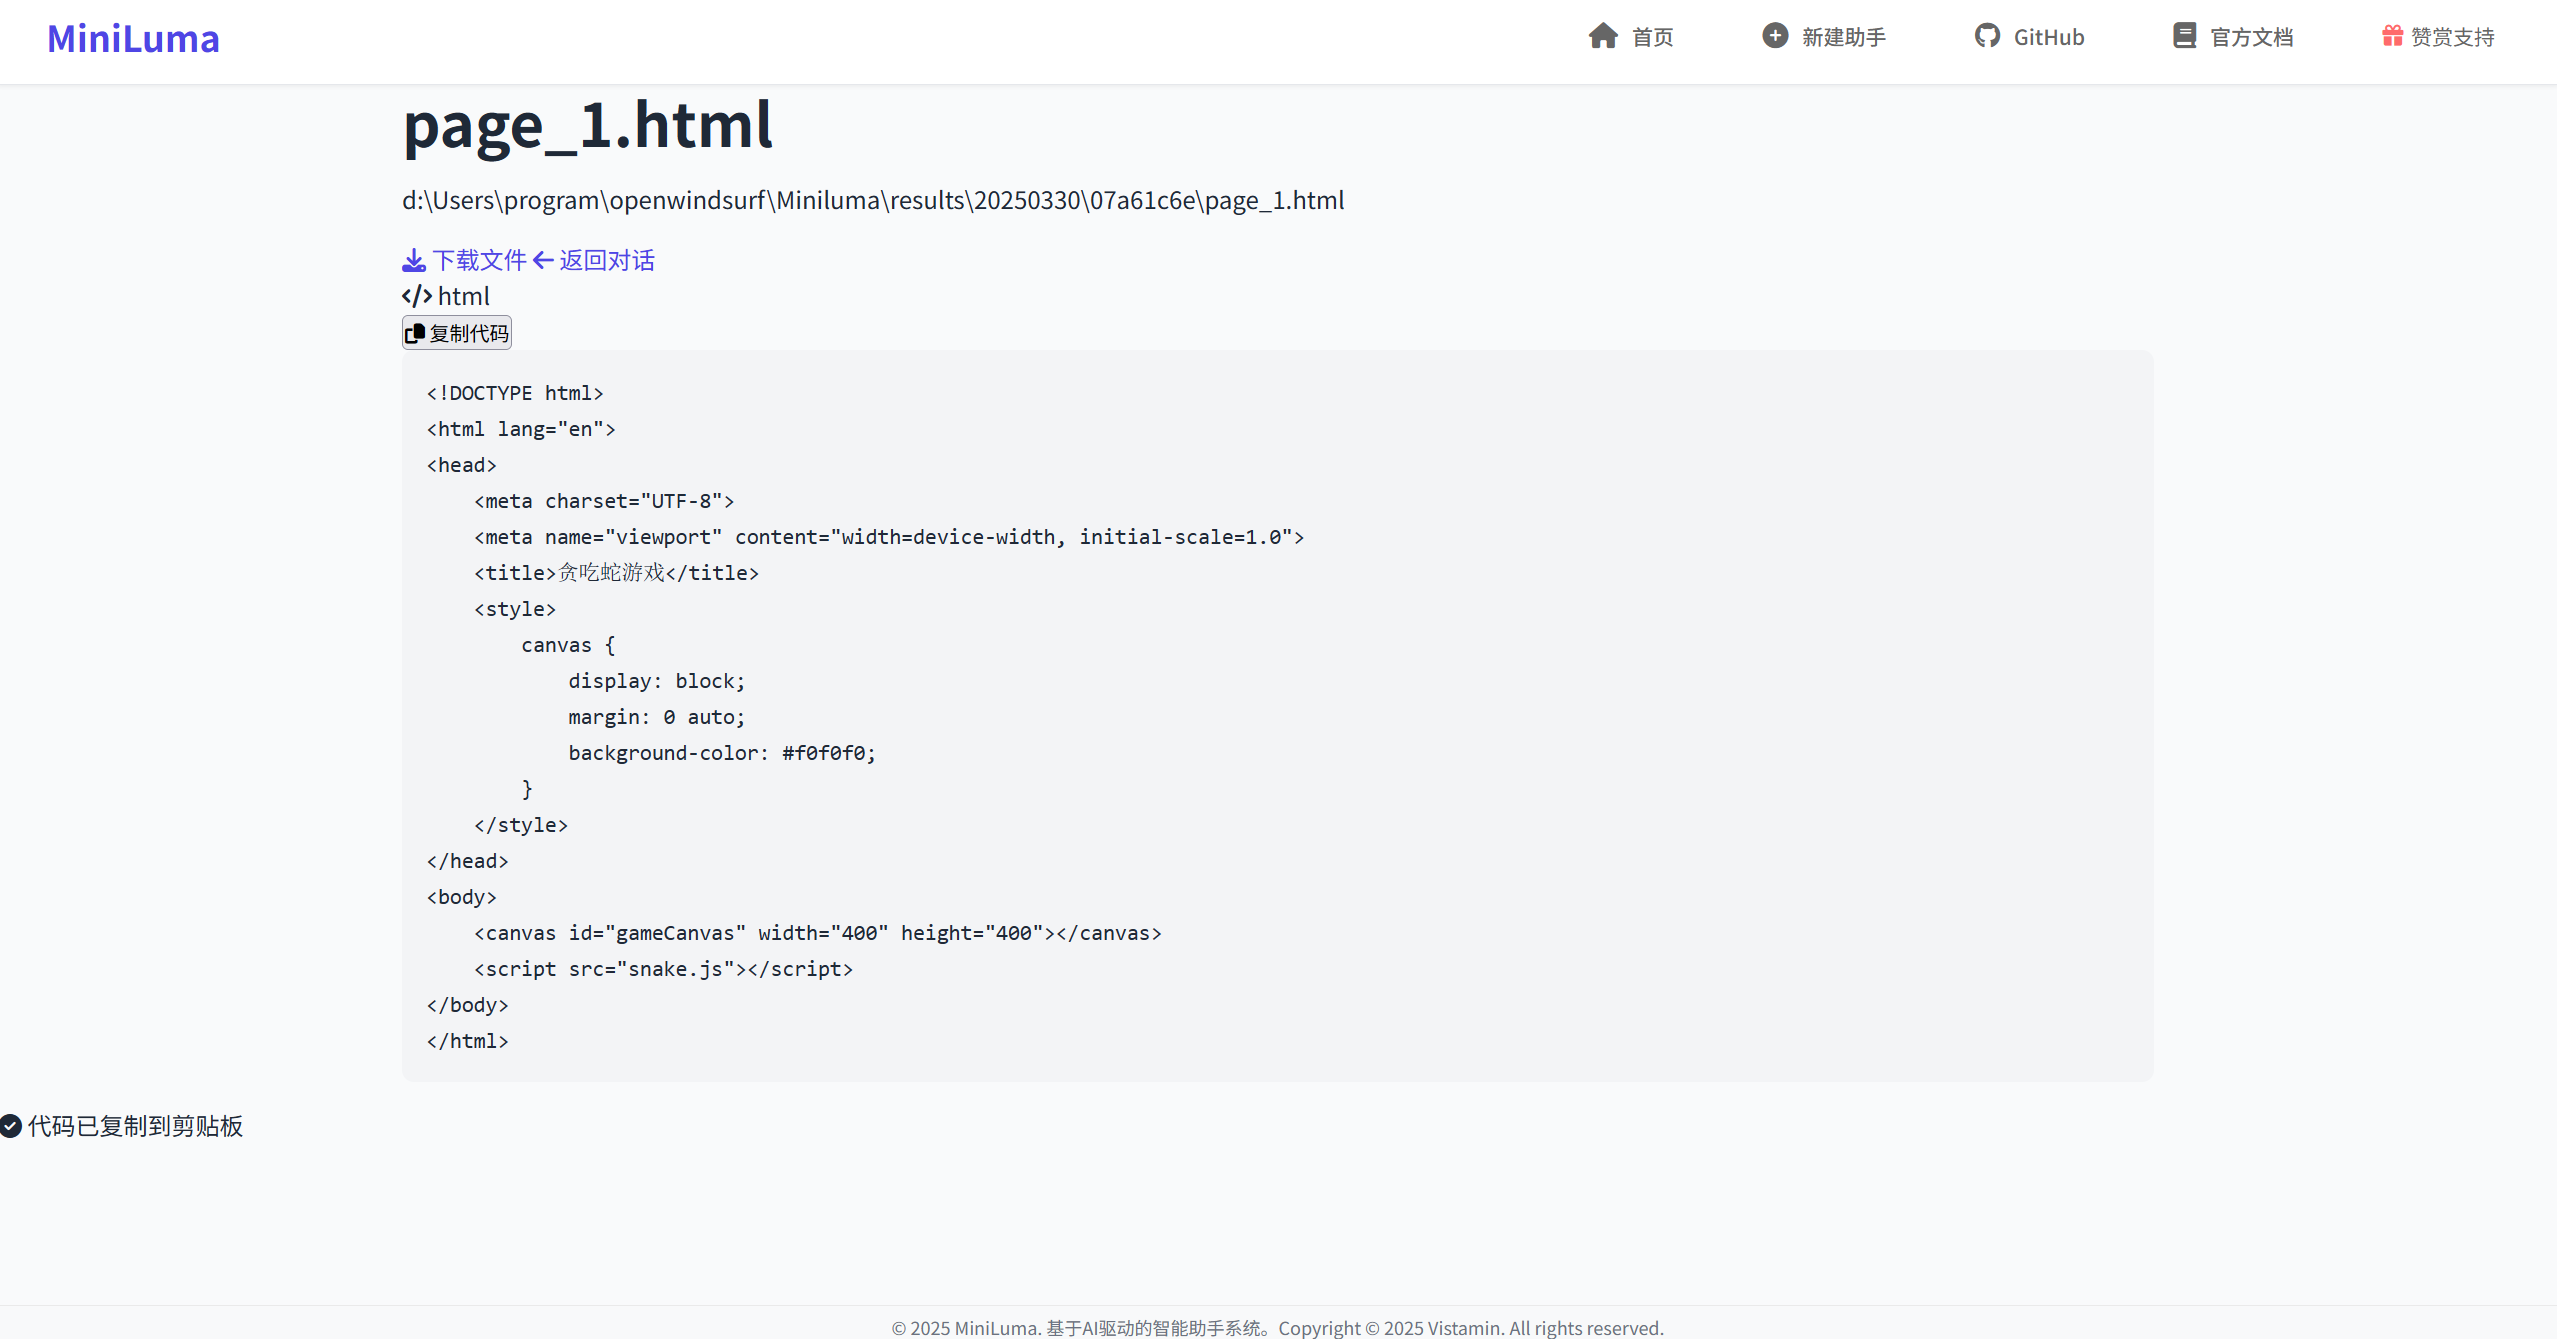 MiniLuma 首页 新建助手 GitHub 官方文档 赞赏支持
page_1.html
d:\Users\program\openwindsurf\Miniluma\results\20250330\07a61c6e\page_1.html
下载文件 返回对话
html
复制代码
<!DOCTYPE html>
<html lang="en">
<head>
    <meta charset="UTF-8">
    <meta name="viewport" content="width=device-width, initial-scale=1.0">
    <title>贪吃蛇游戏</title>
    <style>
        canvas {
            display: block;
            margin: 0 auto;
            background-color: #f0f0f0;
        }
    </style>
</head>
<body>
    <canvas id="gameCanvas" width="400" height="400"></canvas>
    <script src="snake.js"></script>
</body>
</html>
代码已复制到剪贴板
© 2025 MiniLuma. 基于AI驱动的智能助手系统。Copyright © 2025 Vistamin. All rights reserved.